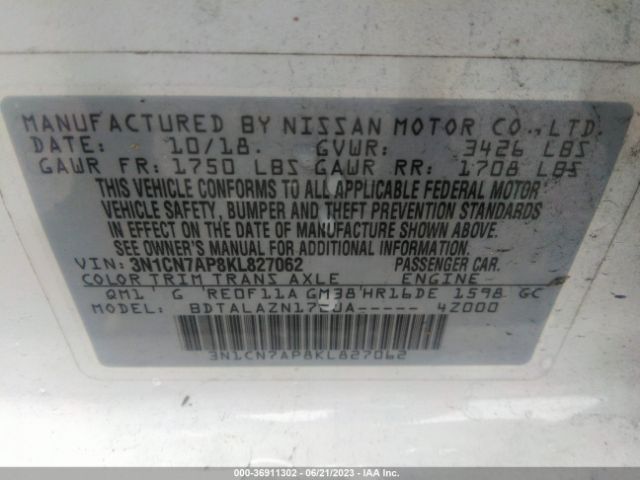 MANUFACTURED BY NISSAN MOTOR CO., LTD.
DATE: 10/18. GVWR: 3426 LBS
GAWR FR: 1750 LBS GAWR RR: 1708 LBS
THIS VEHICLE CONFORMS TO ALL APPLICABLE FEDERAL MOTOR
VEHICLE SAFETY, BUMPER AND THEFT PREVENTION STANDARDS
IN EFFECT ON THE DATE OF MANUFACTURE SHOWN ABOVE.
SEE OWNER'S MANUAL FOR ADDITIONAL INFORMATION
VIN: 3N1CN7AP8KL827062 PASSENGER CAR.
COLOR TRIM TRANS AXLE ENGINE
QM1 G RE0F11A GM38 HR16DE 1598 GC
MODEL: 4Z000
3N1CN7AP8KL827062
000-36911302 06/21/2023 IAA Inc.